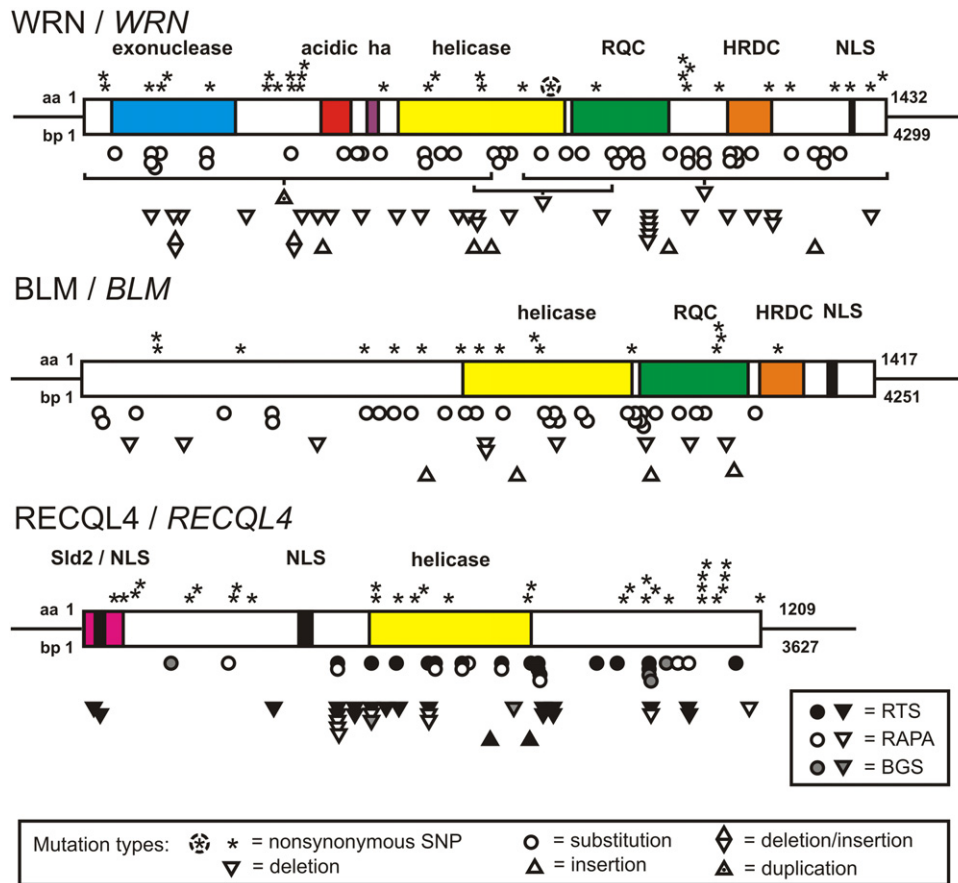 WRN / WRN
exonuclease acidic ha helicase RQC HRDC NLS
aa 1 1432
bp 1 4299
BLM / BLM
helicase RQC HRDC NLS
aa 1 1417
bp 1 4251
RECQL4 / RECQL4
Sld2 / NLS NLS helicase
aa 1 1209
bp 1 3627
= RTS
= RAPA
= BGS
Mutation types: * = nonsynonymous SNP = substitution = deletion/insertion
= deletion = insertion = duplication